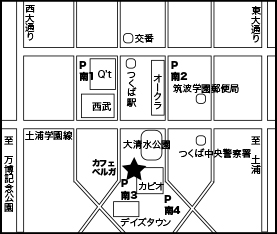 西大通り
東大通り
交番
P
南1
Q't
つくば駅
オークラ
P
南2
筑波学園郵便局
西武
土浦学園線
大清水公園
つくば中央警察署
至 万博記念公園
至 土浦
カフェ
ベルガ
P
南3
カピオ
P
南4
デイズタウン